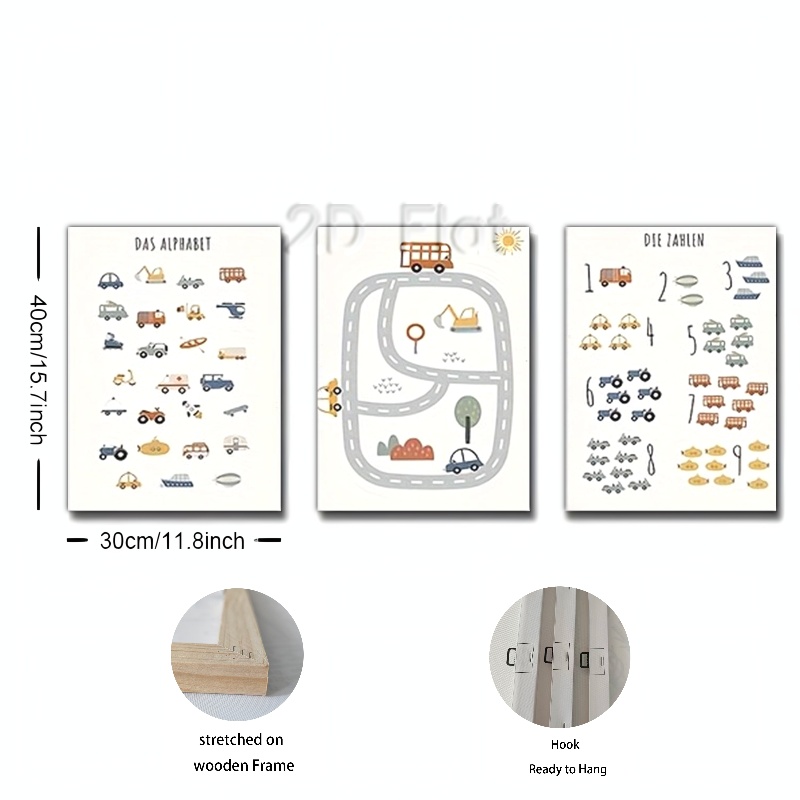 2D Flat
DAS ALPHABET
DIE ZAHLEN
1
2
3
4
5
6
7
8
9
40cm/15.7inch
30cm/11.8inch
stretched on
wooden Frame
Hook
Ready to Hang